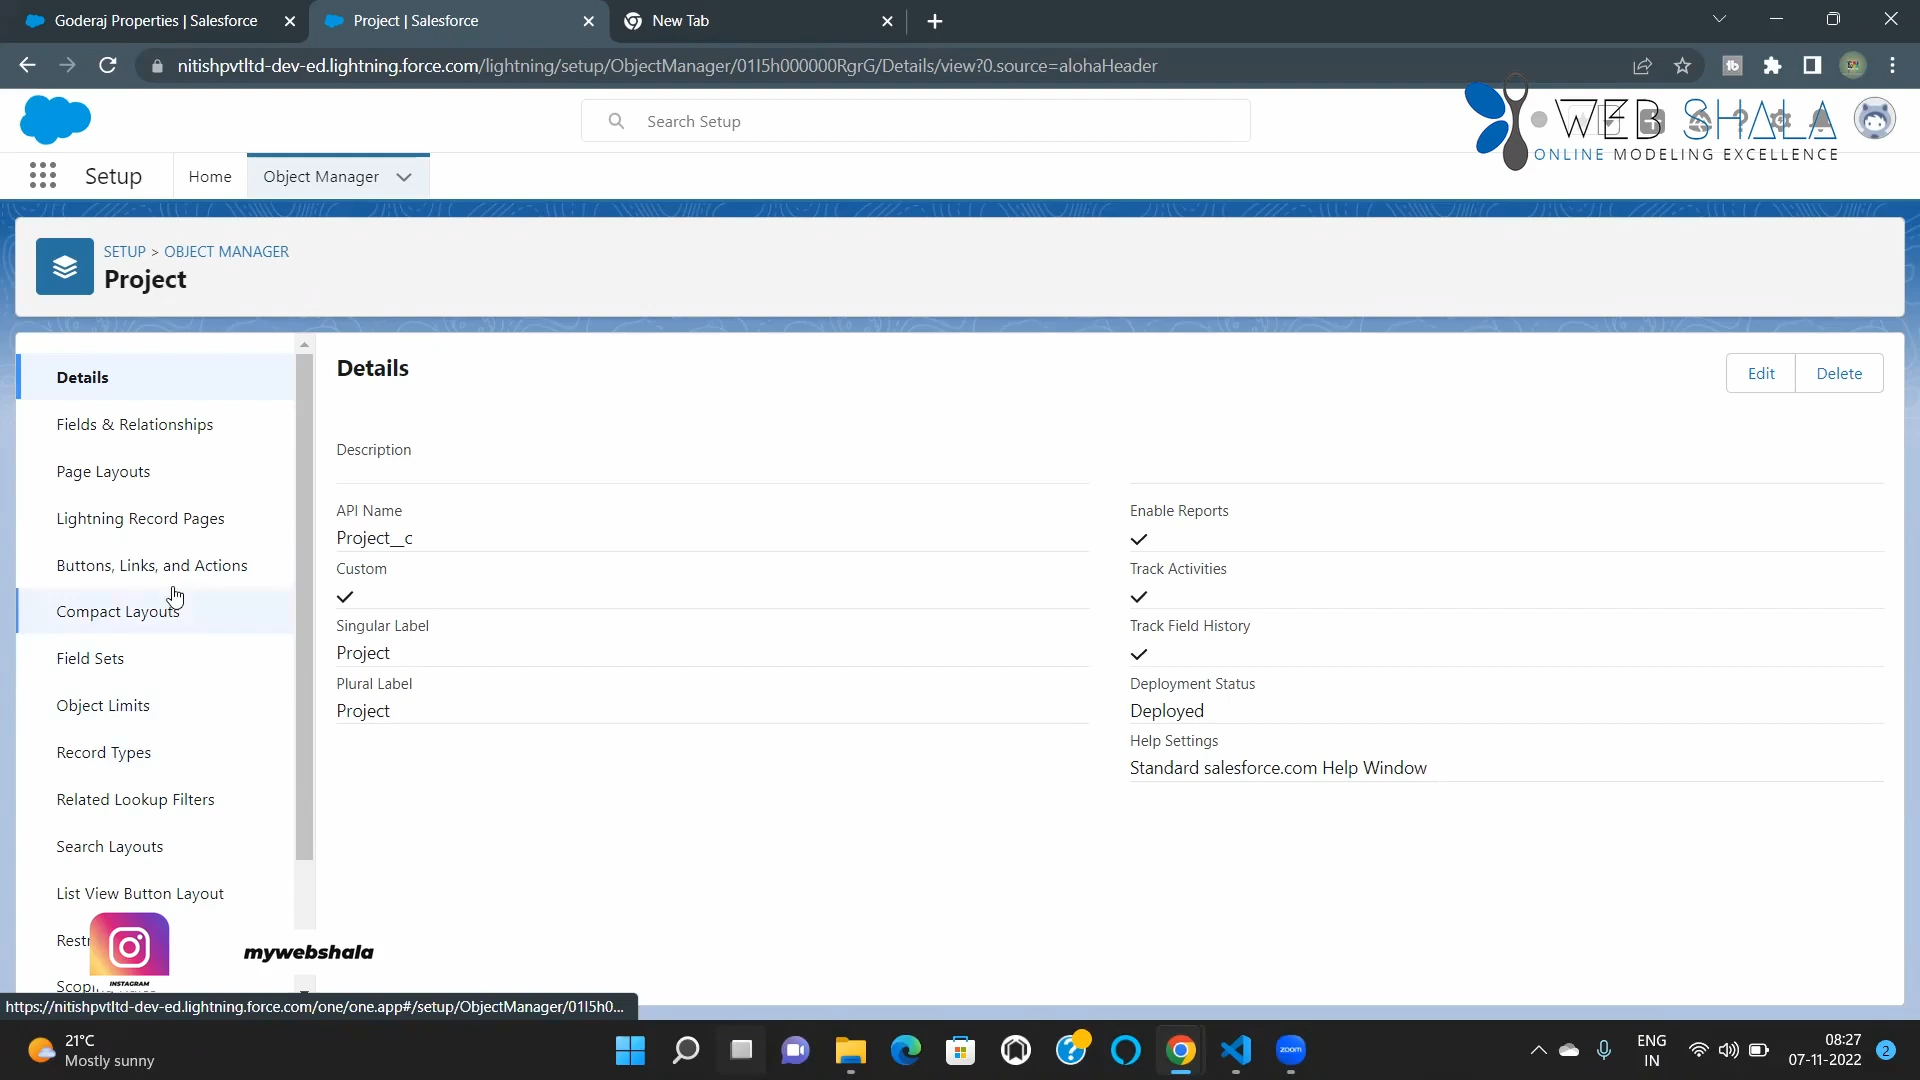 Goderaj Properties | Salesforce
Project | Salesforce
New Tab
nitishpvtltd-dev-ed.lightning.force.com/lightning/setup/ObjectManager/01I5h000000RgrG/Details/view?0.source=alohaHeader
Search Setup
WEB SHALA
ONLINE MODELING EXCELLENCE
Setup
Home
Object Manager
SETUP > OBJECT MANAGER
Project
Details
Fields & Relationships
Page Layouts
Lightning Record Pages
Buttons, Links, and Actions
Compact Layouts
Field Sets
Object Limits
Record Types
Related Lookup Filters
Search Layouts
List View Button Layout
Details
Edit
Delete
Description
API Name
Project__c
Custom
Singular Label
Project
Plural Label
Project
Enable Reports
Track Activities
Track Field History
Deployment Status
Deployed
Help Settings
Standard salesforce.com Help Window
INSTAGRAM
mywebshala
https://nitishpvtltd-dev-ed.lightning.force.com/one/one.app#/setup/ObjectManager/01I5h0...
21°C
Mostly sunny
zoom
ENG
IN
08:27
07-11-2022
2